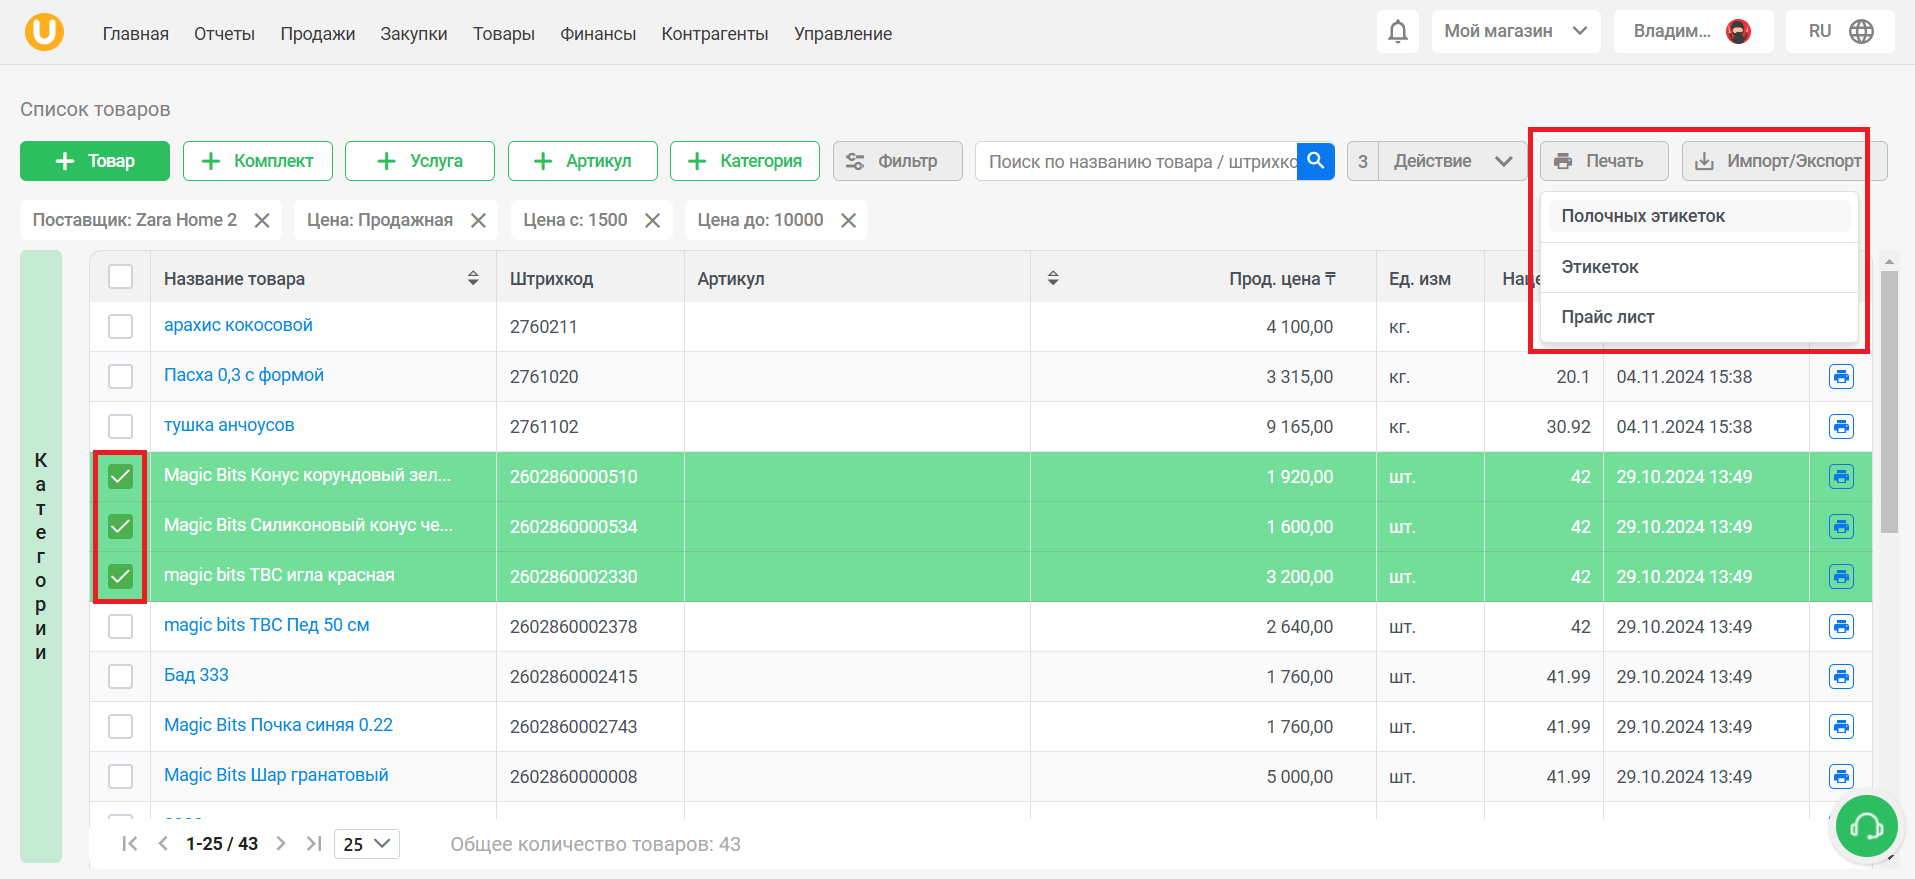 Главная Отчеты Продажи Закупки Товары Финансы Контрагенты Управление Мой магазин Владим... RU
Список товаров
Товар Комплект Услуга Артикул Категория Фильтр Поиск по названию товара / штрихко 3 Действие Печать Импорт/Экспорт
Поставщик: Zara Home 2 Цена: Продажная Цена с: 1500 Цена до: 10000
Полочных этикеток
Этикеток
Прайс лист
Категории
Название товара Штрихкод Артикул Прод. цена ₸ Ед. изм Наце
арахис кокосовой 2760211 4 100,00 кг.
Пасха 0,3 с формой 2761020 3 315,00 кг. 20.1 04.11.2024 15:38
тушка анчоусов 2761102 9 165,00 кг. 30.92 04.11.2024 15:38
Magic Bits Конус корундовый зел... 2602860000510 1 920,00 шт. 42 29.10.2024 13:49
Magic Bits Силиконовый конус че... 2602860000534 1 600,00 шт. 42 29.10.2024 13:49
magic bits ТВС игла красная 2602860002330 3 200,00 шт. 42 29.10.2024 13:49
magic bits ТВС Пед 50 см 2602860002378 2 640,00 шт. 42 29.10.2024 13:49
Бад 333 2602860002415 1 760,00 шт. 41.99 29.10.2024 13:49
Magic Bits Почка синяя 0.22 2602860002743 1 760,00 шт. 41.99 29.10.2024 13:49
Magic Bits Шар гранатовый 2602860000008 5 000,00 шт. 41.99 29.10.2024 13:49
1-25 / 43 25 Общее количество товаров: 43